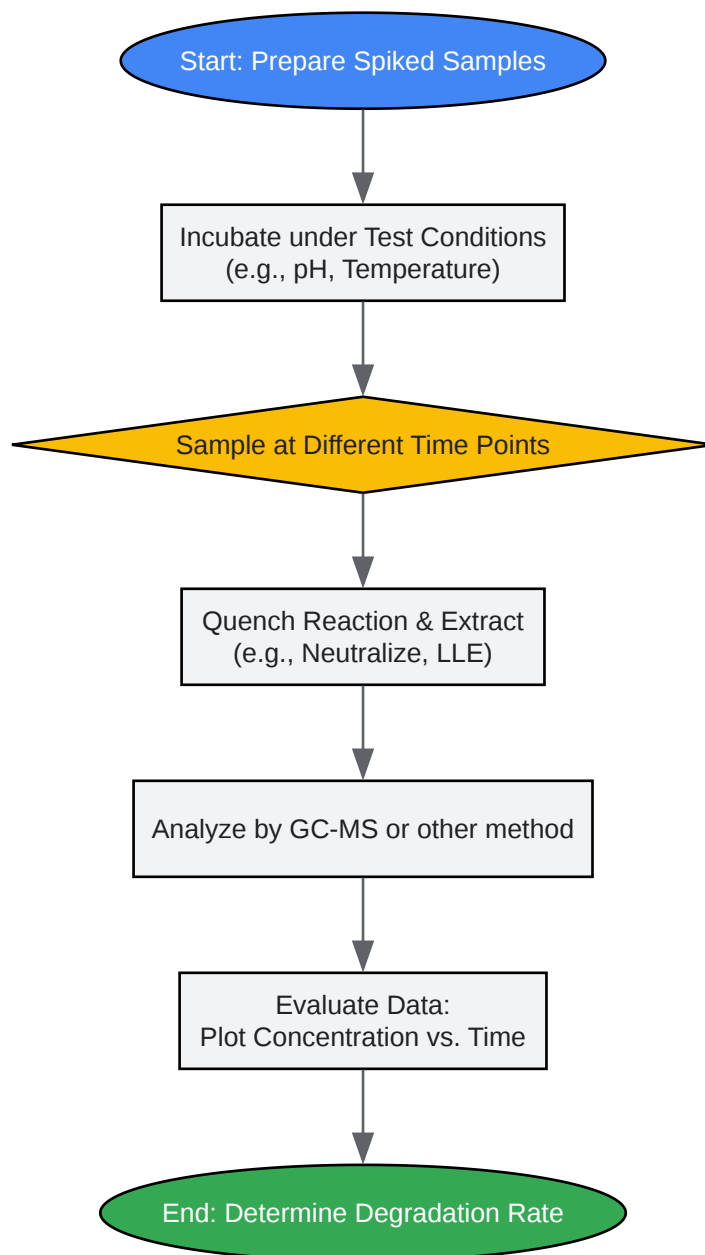 Start: Prepare Spiked Samples
Incubate under Test Conditions
(e.g., pH, Temperature)
Sample at Different Time Points
Quench Reaction & Extract
(e.g., Neutralize, LLE)
Analyze by GC-MS or other method
Evaluate Data:
Plot Concentration vs. Time
End: Determine Degradation Rate